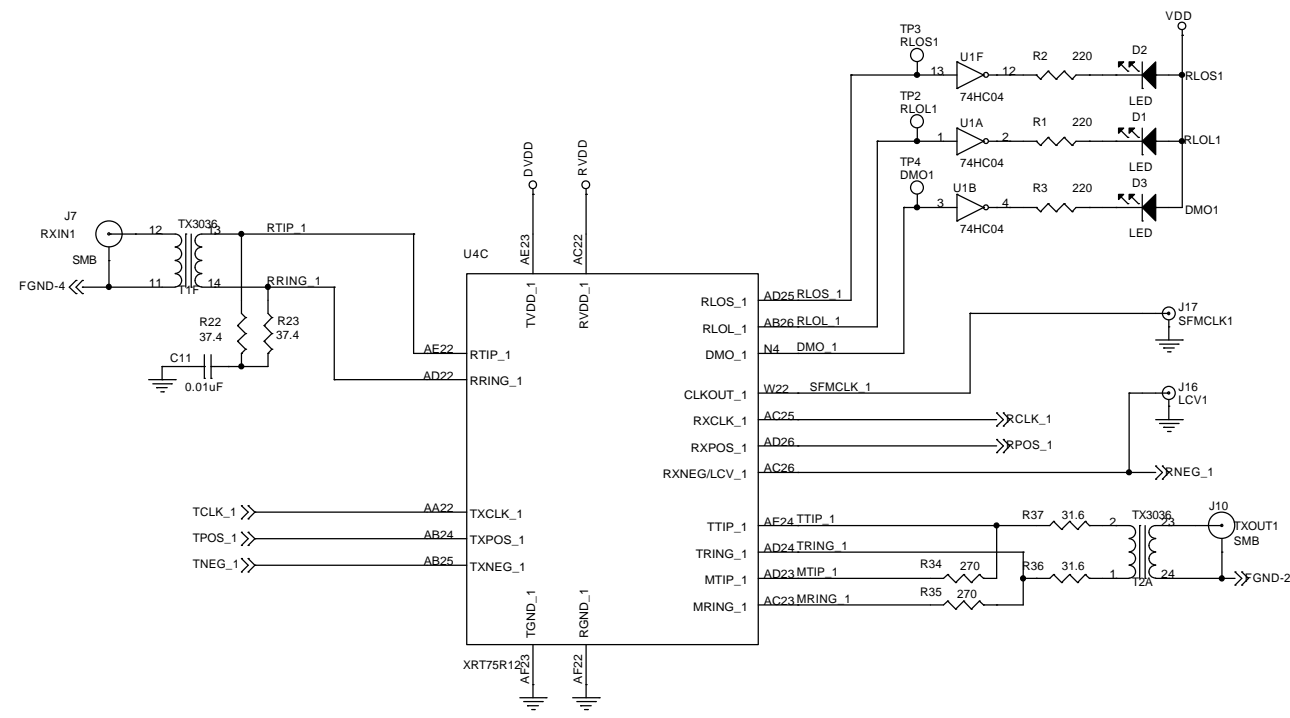 VDD
TP3
RLOS1
U1F
13
12
74HC04
R2
220
D2
LED
RLOS1
TP2
RLOL1
U1A
1
2
74HC04
R1
220
D1
LED
RLOL1
TP4
DMO1
U1B
3
4
74HC04
R3
220
D3
LED
DMO1
DVDD
RVDD
AE23
AC22
J7
RXIN1
SMB
FGND-4
12
11
TX3036
13
14
T1F
RTIP_1
RRING_1
R22
37.4
R23
37.4
C11
0.01uF
U4C
TVDD_1
RVDD_1
AE22
RTIP_1
AD22
RRING_1
RLOS_1
AD25
RLOS_1
RLOL_1
AB26
RLOL_1
DMO_1
N4
DMO_1
CLKOUT_1
W22
SFMCLK_1
J17
SFMCLK1
RXCLK_1
AC25
RCLK_1
RXPOS_1
AD26
RPOS_1
RXNEG/LCV_1
AC26
RNEG_1
J16
LCV1
TCLK_1
AA22
TXCLK_1
TPOS_1
AB24
TXPOS_1
TNEG_1
AB25
TXNEG_1
TTIP_1
AE24
TTIP_1
TRING_1
AD24
TRING_1
MTIP_1
AD23
MTIP_1
MRING_1
AC23
MRING_1
R37
31.6
R36
31.6
R34
270
R35
270
2
1
TX3036
23
24
T2A
J10
TXOUT1
SMB
FGND-2
TGND_1
RGND_1
XRT75R12
AF23
AF22